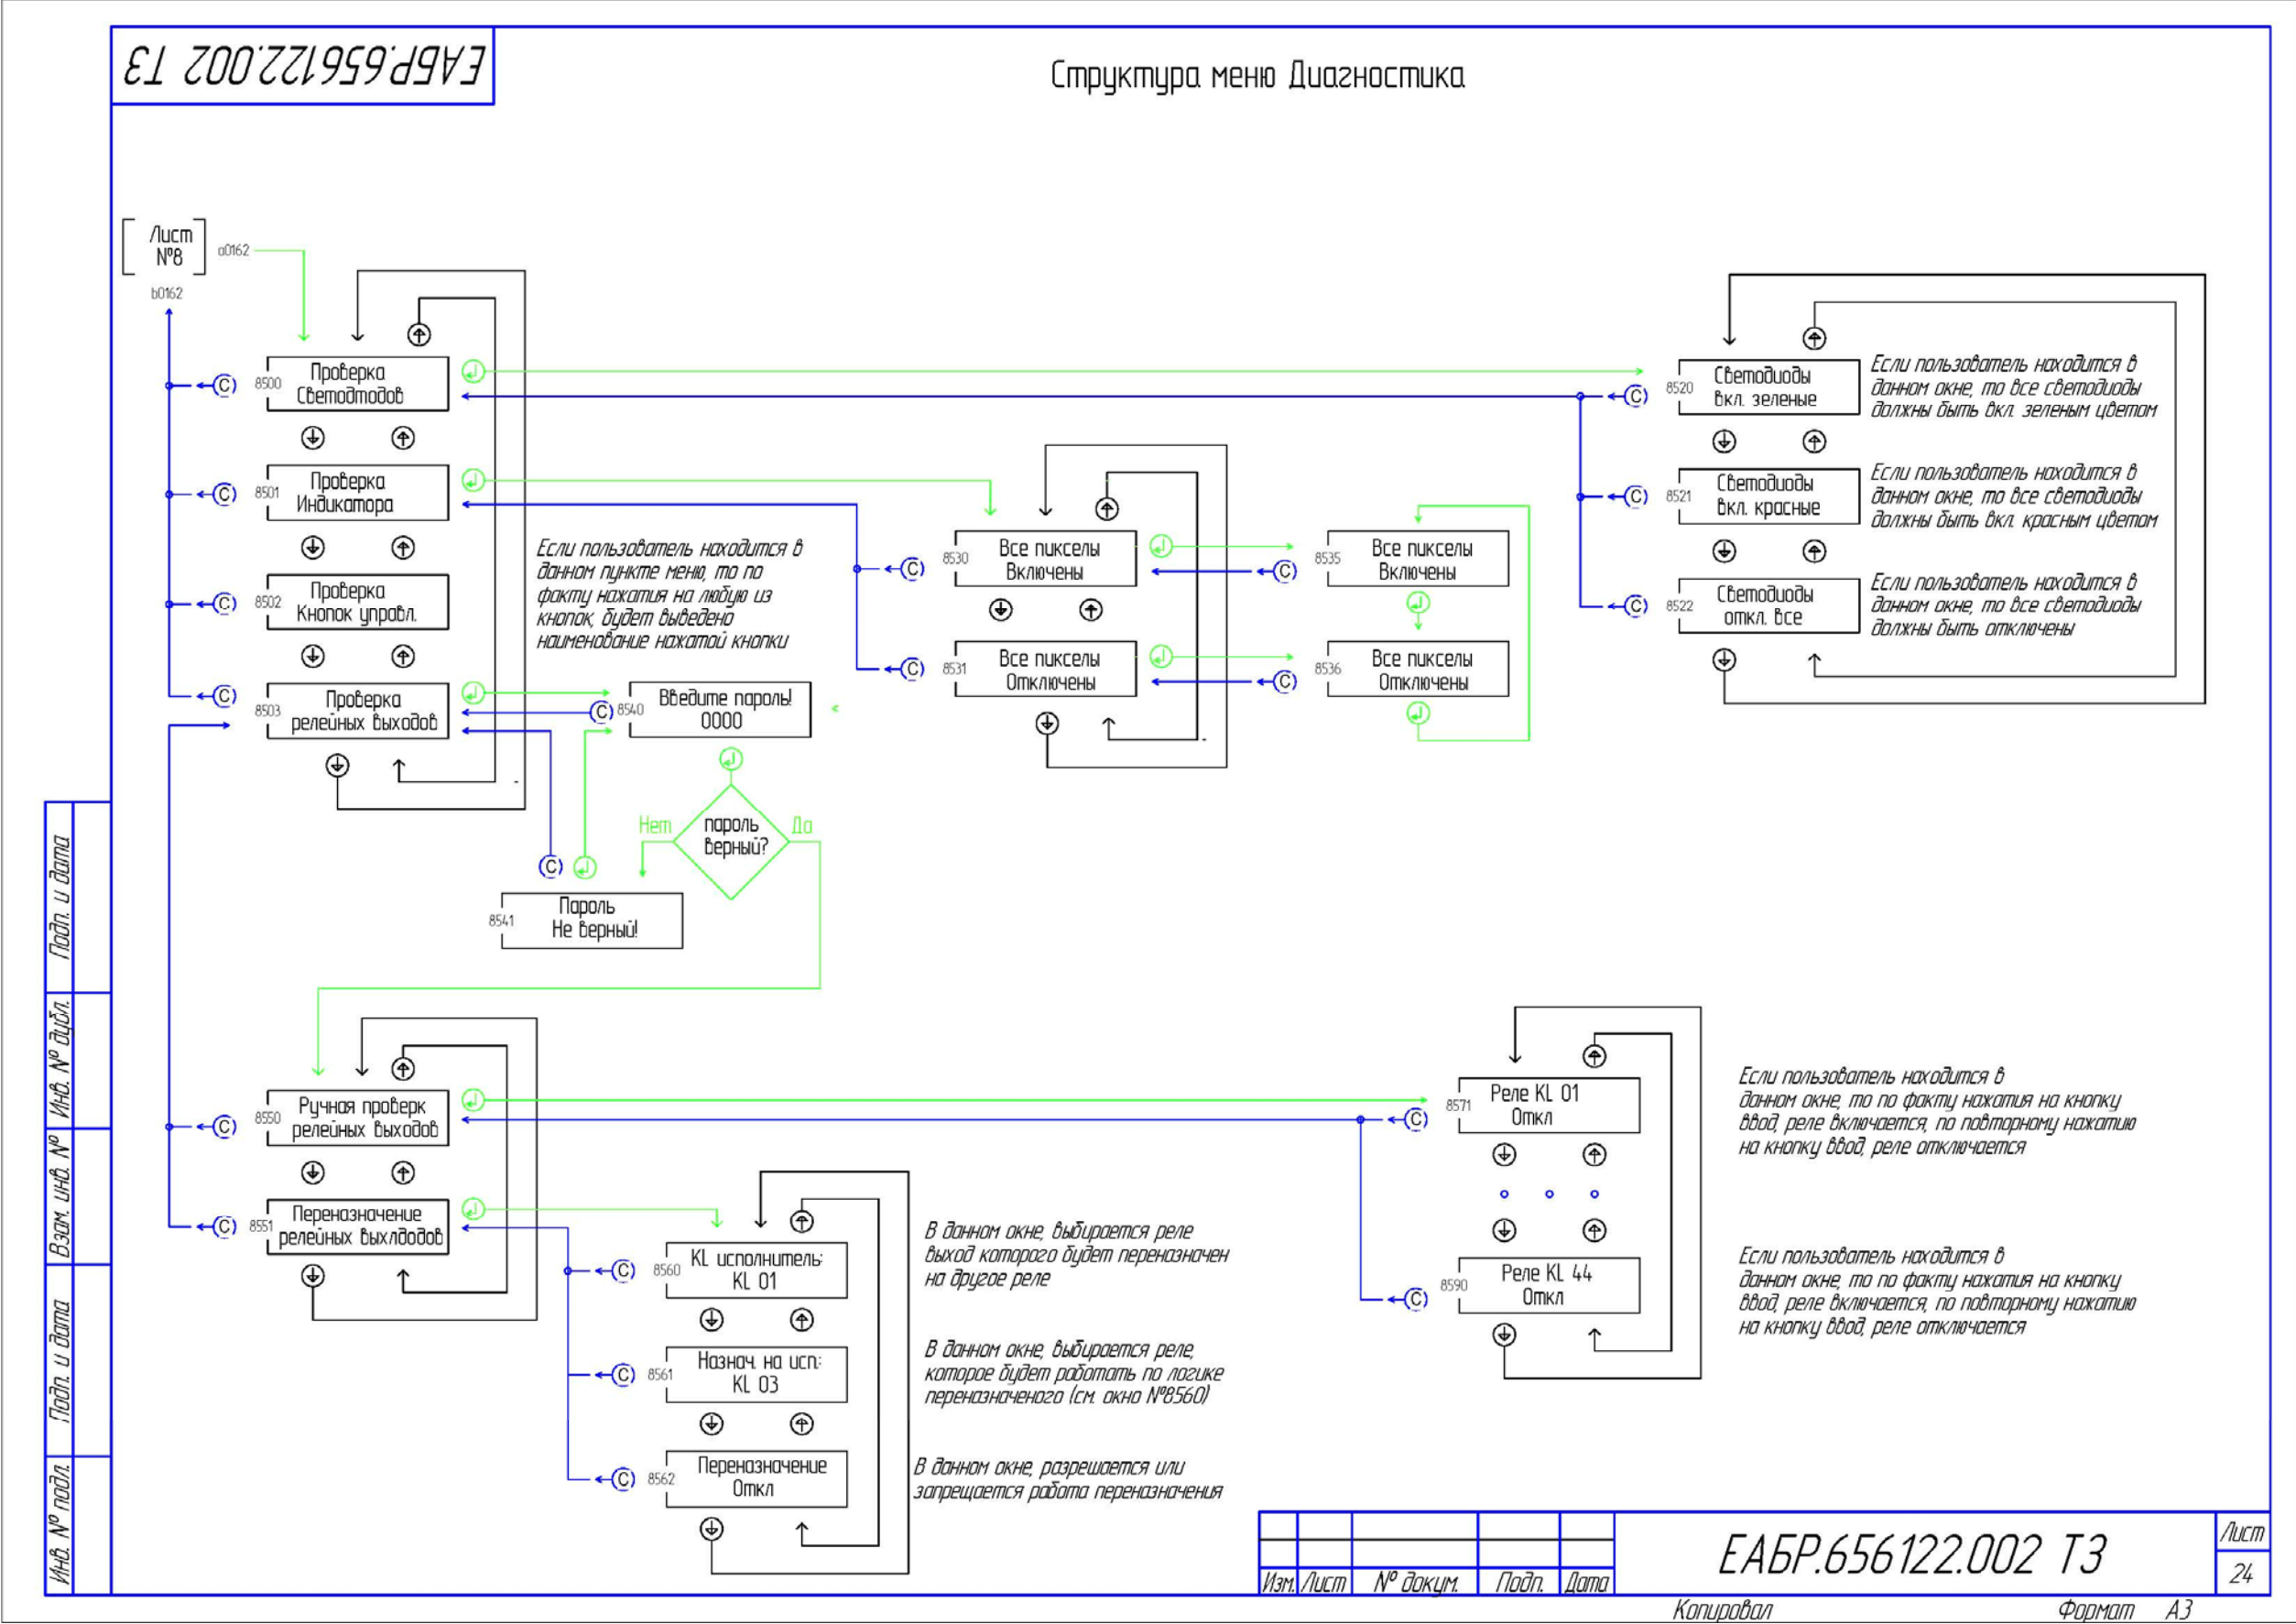 ЕАБР.656122.002 ТЗ
Структура меню Диагностика
Лист
№8
a0162
b0162
C
8500
Проверка
Светодтодов
C
8501
Проверка
Индикатора
C
8502
Проверка
Кнопок управл.
Если пользователь находится в
данном пункте меню, то по
факту нажатия на любую из
кнопок, будет выведено
наименование нажатой кнопки
C
8503
Проверка
релейных выходов
C
8540
Введите пароль!
0000
Нет
пароль
верный?
Да
C
8541
Пароль
Не верный!
C
8530
Все пикселы
Включены
C
8535
Все пикселы
Включены
C
8531
Все пикселы
Отключены
C
8536
Все пикселы
Отключены
C
8520
Светодиоды
вкл. зеленые
Если пользователь находится в
данном окне, то все светодиоды
должны быть вкл. зеленым цветом
C
8521
Светодиоды
вкл. красные
Если пользователь находится в
данном окне, то все светодиоды
должны быть вкл. красным цветом
C
8522
Светодиоды
откл. все
Если пользователь находится в
данном окне, то все светодиоды
должны быть отключены
C
8550
Ручная проверк
релейных выходов
C
8551
Переназначение
релейных выхлдодов
C
8560
KL исполнитель:
KL 01
В данном окне, выбирается реле
выход которого будет переназначен
на другое реле
C
8561
Назнач. на исп.:
KL 03
В данном окне, выбирается реле,
которое будет работать по логике
переназначеного (см. окно №8560)
C
8562
Переназначение
Откл
В данном окне, разрешается или
запрещается работа переназначения
C
8571
Реле KL 01
Откл
Если пользователь находится в
данном окне, то по факту нажатия на кнопку
ввод, реле включается, по повторному нажатию
на кнопку ввод, реле отключается
C
8590
Реле KL 44
Откл
Если пользователь находится в
данном окне, то по факту нажатия на кнопку
ввод, реле включается, по повторному нажатию
на кнопку ввод, реле отключается
Подп. и дата
Инв. № дубл.
Взам. инв. №
Подп. и дата
Инв. № подл.
Изм.
Лист
№ докум.
Подп.
Дата
ЕАБР.656122.002 ТЗ
Лист
24
Копировал
Формат А3